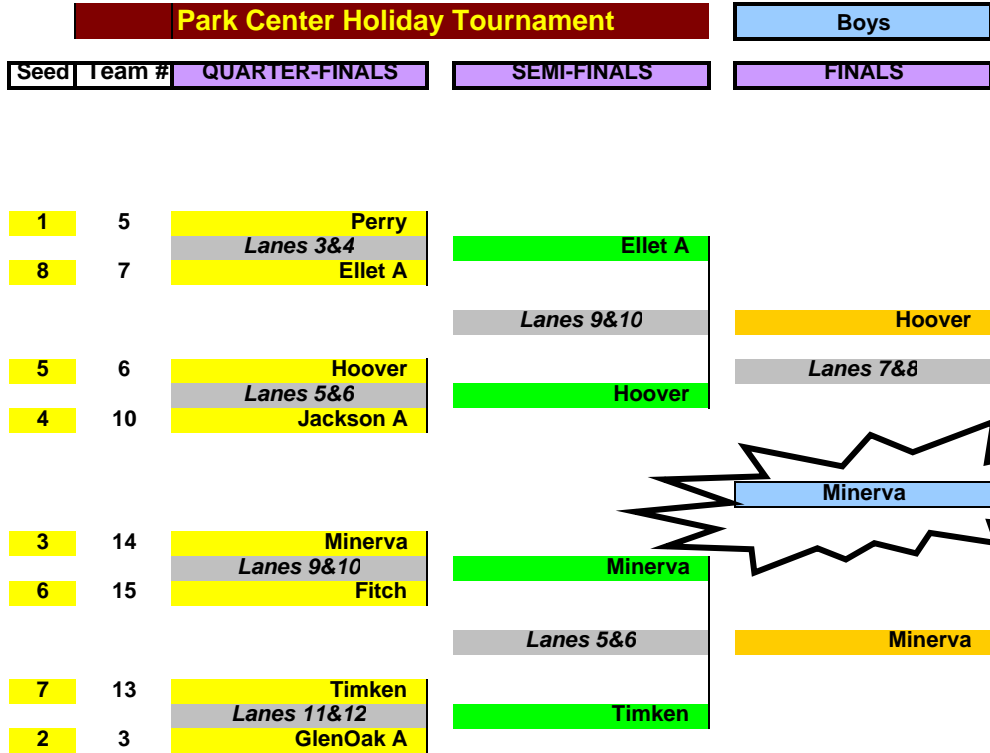 Park Center Holiday Tournament Boys
Seed Team # QUARTER-FINALS SEMI-FINALS FINALS
1 5 Perry
Lanes 3&4 Ellet A
8 7 Ellet A
Lanes 9&10 Hoover
5 6 Hoover Lanes 7&8
Lanes 5&6 Hoover
4 10 Jackson A
Minerva
3 14 Minerva
Lanes 9&10 Minerva
6 15 Fitch
Lanes 5&6 Minerva
7 13 Timken
Lanes 11&12 Timken
2 3 GlenOak A